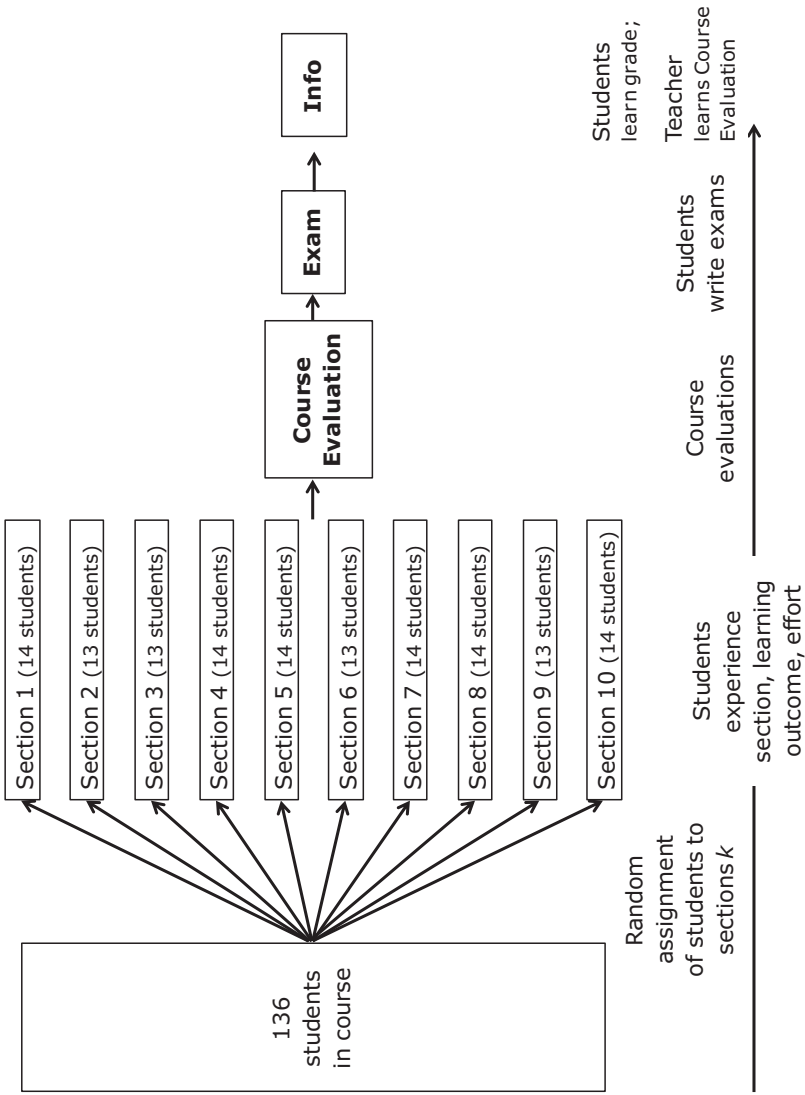 136
students
in course
Section 1 (14 students)
Section 2 (13 students)
Section 3 (13 students)
Section 4 (14 students)
Section 5 (14 students)
Section 6 (13 students)
Section 7 (14 students)
Section 8 (14 students)
Section 9 (13 students)
Section 10 (14 students)
Course
Evaluation
Exam
Info
Random
assignment
of students to
sections k
Students
experience
section, learning
outcome, effort
Course
evaluations
Students
write exams
Students
learn grade;
Teacher
learns Course
Evaluation